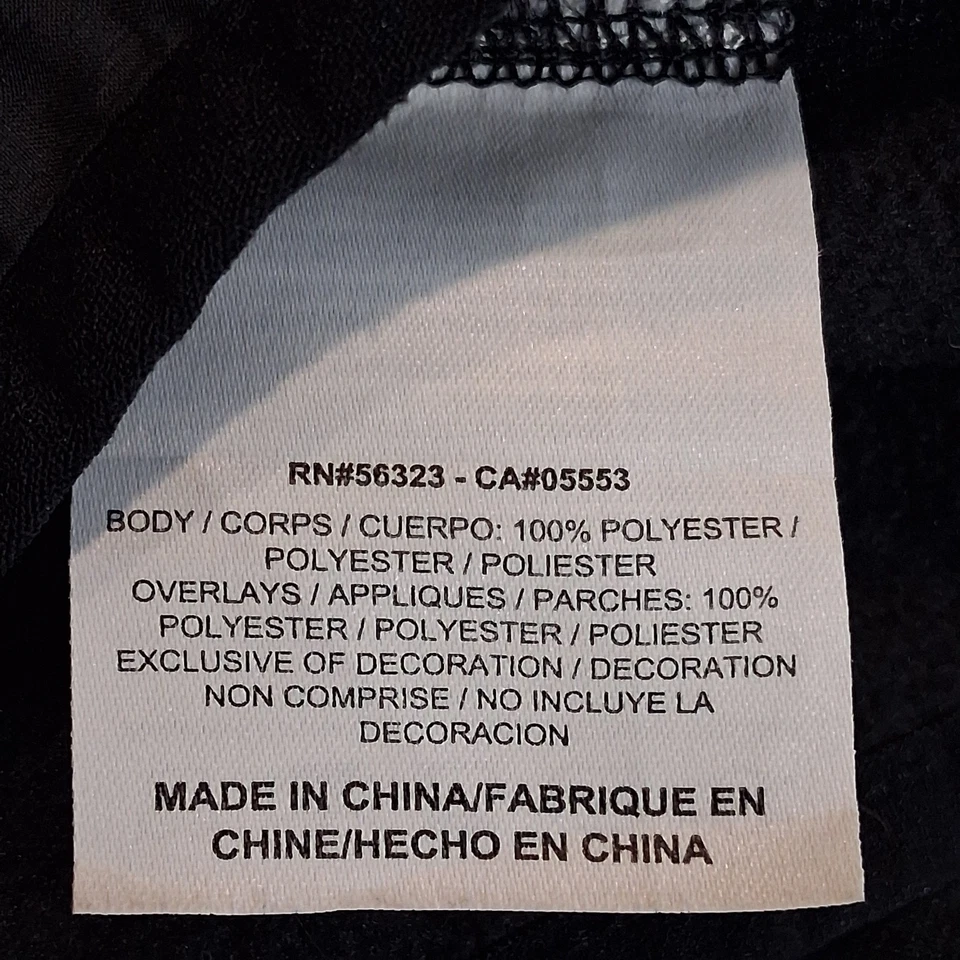 RN#56323 - CA#05553
BODY / CORPS / CUERPO: 100% POLYESTER /
POLYESTER / POLIESTER
OVERLAYS / APPLIQUES / PARCHES: 100%
POLYESTER / POLYESTER / POLIESTER
EXCLUSIVE OF DECORATION / DECORATION
NON COMPRISE / NO INCLUYE LA
DECORACION
MADE IN CHINA/FABRIQUE EN
CHINE/HECHO EN CHINA